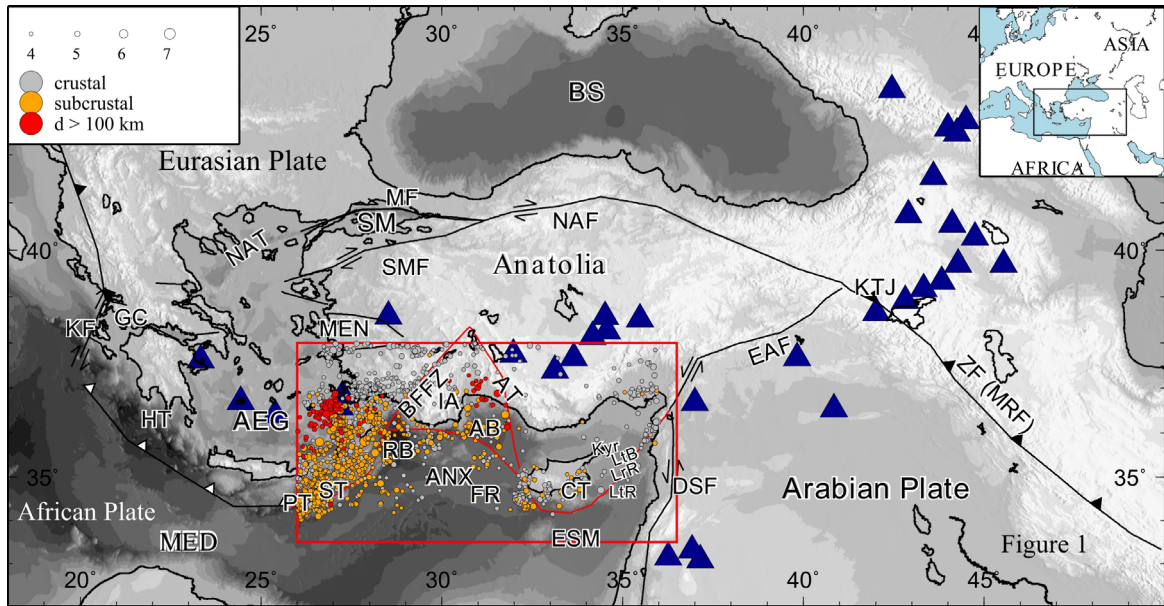 20° 25° 30° 35° 40°
4 5 6 7
crustal
subcrustal
d > 100 km
ASIA
EUROPE
AFRICA
BS
Eurasian Plate
MF
SM
NAF
NAT
40° 40°
SMF
Anatolia
KTJ
GC
KF
MEN
EAF
ZF (MRF)
BFFZ
AT
IA
HT
AEG
AB
RB
Kyr
LtB
LrR
LtR
35° 35°
ANX
FR
CT
DSF
Arabian Plate
PT
ST
African Plate
MED
ESM
Figure 1
20° 25° 30° 35° 40° 45°